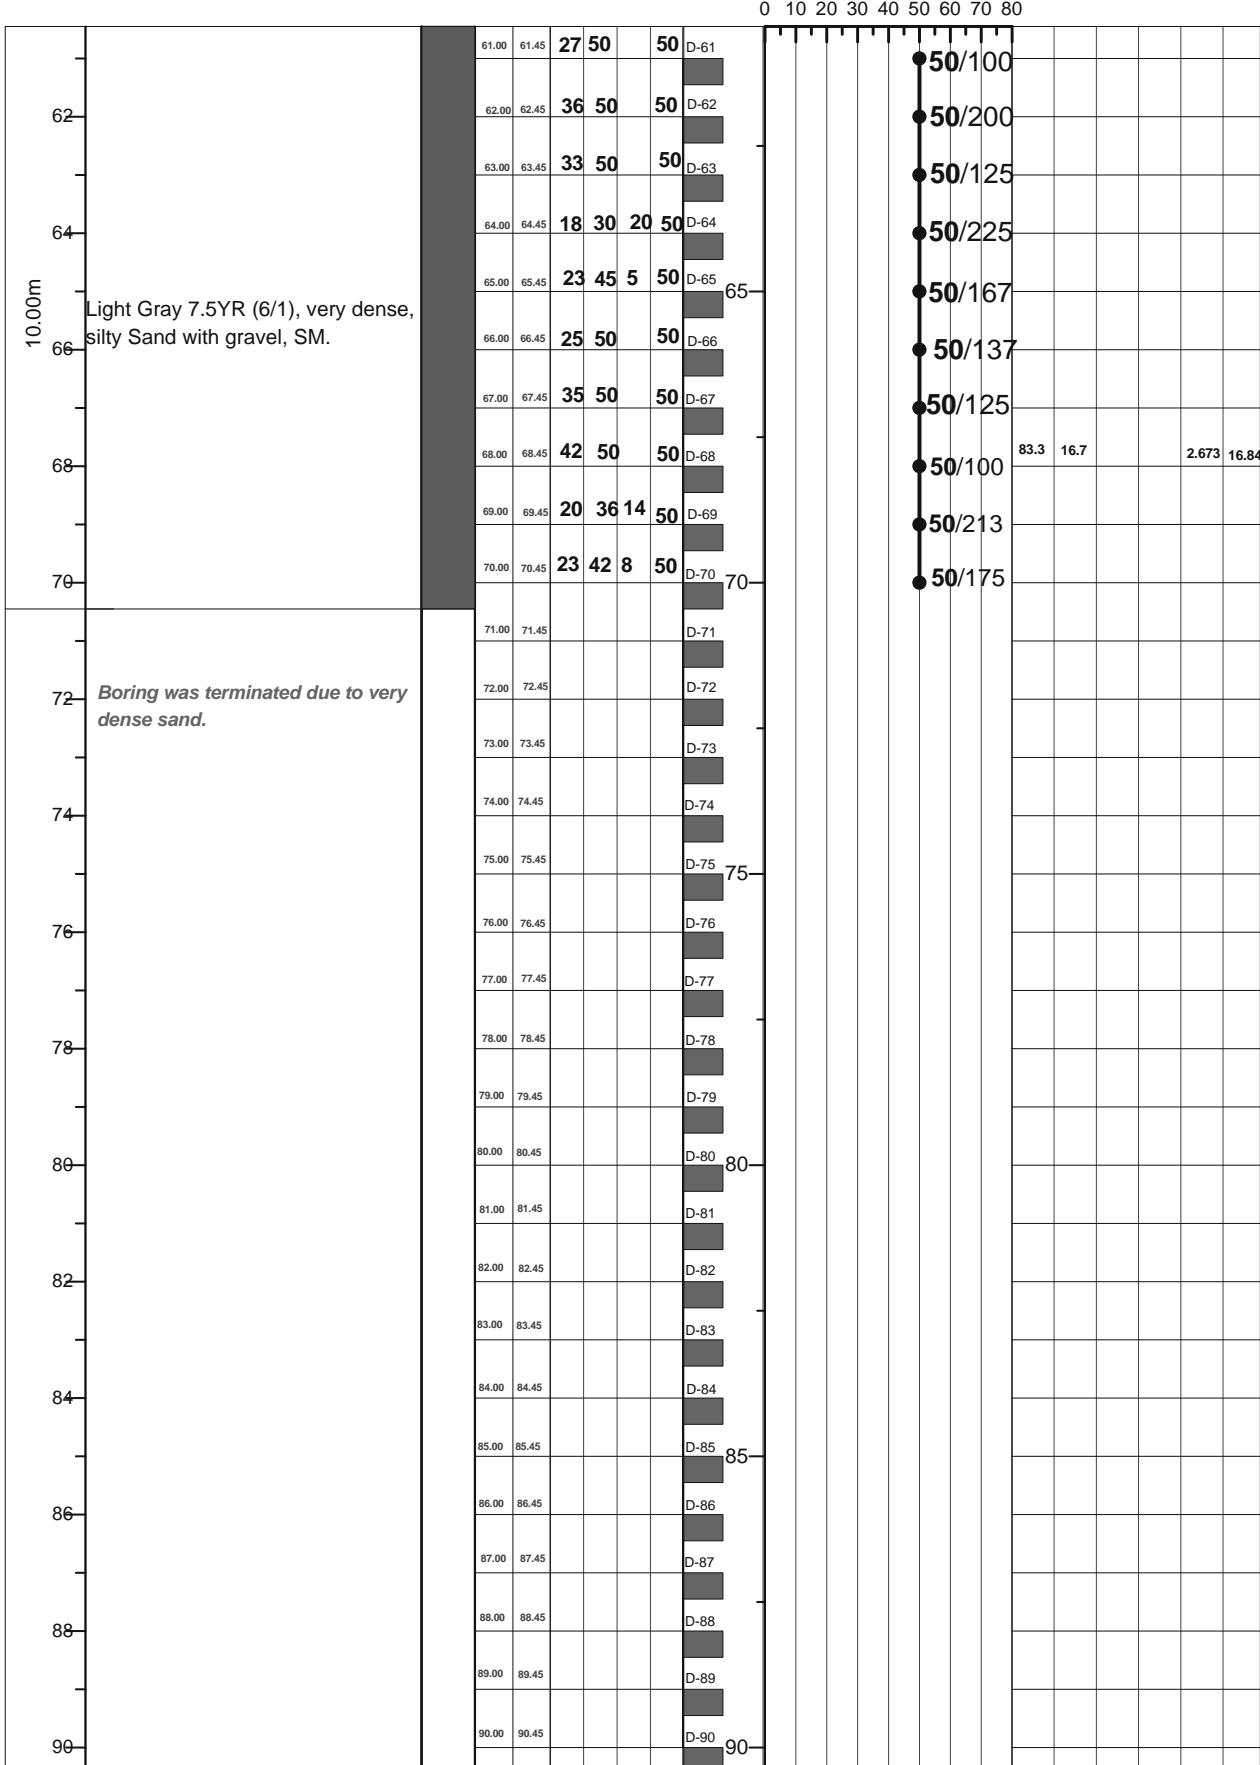 0 10 20 30 40 50 60 70 80
61.00 61.45 27 50 50 D-61 50/100
62 62.00 62.45 36 50 50 D-62 50/200
63.00 63.45 33 50 50 D-63 50/125
64 64.00 64.45 18 30 20 50 D-64 50/225
65.00 65.45 23 45 5 50 D-65 65 50/167
10.00m
Light Gray 7.5YR (6/1), very dense,
silty Sand with gravel, SM.
66 66.00 66.45 25 50 50 D-66 50/137
67.00 67.45 35 50 50 D-67 50/125
68 68.00 68.45 42 50 50 D-68 50/100 83.3 16.7 2.673 16.84
69.00 69.45 20 36 14 50 D-69 50/213
70 70.00 70.45 23 42 8 50 D-70 70 50/175
71.00 71.45 D-71
72 72.00 72.45 D-72
Boring was terminated due to very
dense sand.
73.00 73.45 D-73
74 74.00 74.45 D-74
75.00 75.45 D-75 75
76 76.00 76.45 D-76
77.00 77.45 D-77
78 78.00 78.45 D-78
79.00 79.45 D-79
80 80.00 80.45 D-80 80
81.00 81.45 D-81
82 82.00 82.45 D-82
83.00 83.45 D-83
84 84.00 84.45 D-84
85.00 85.45 D-85 85
86 86.00 86.45 D-86
87.00 87.45 D-87
88 88.00 88.45 D-88
89.00 89.45 D-89
90 90.00 90.45 D-90 90